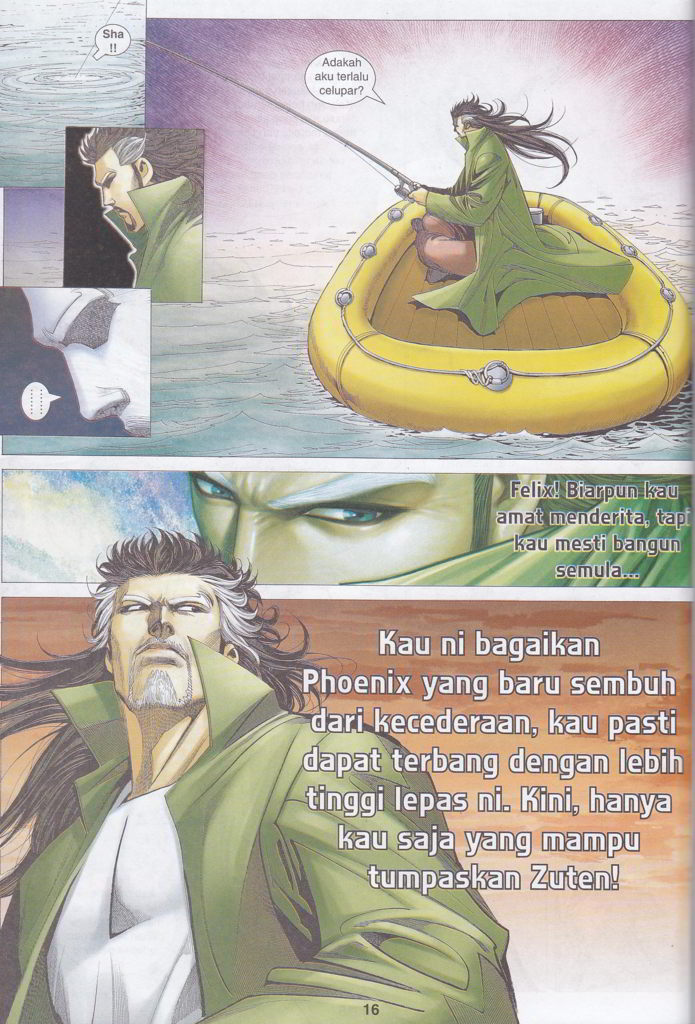 Sha
!!
Adakah
aku terlalu
celupar?
Felix! Biarpun kau
amat menderita, tapi
kau mesti bangun
semula...
Kau ni bagaikan
Phoenix yang baru sembuh
dari kecederaan, kau pasti
dapat terbang dengan lebih
tinggi lepas ni. Kini, hanya
kau saja yang mampu
tumpaskan Zuten!
16